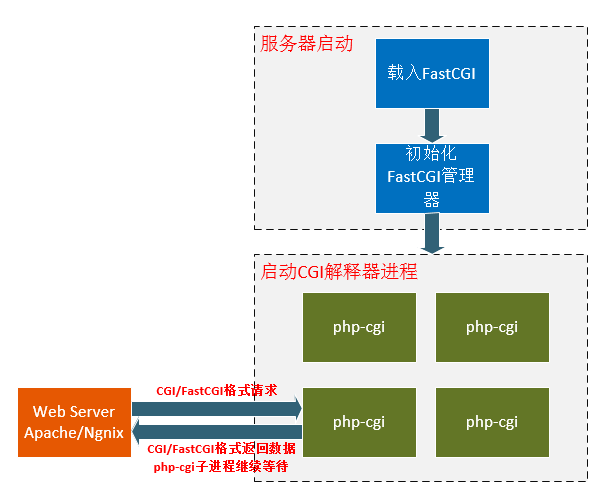 服务器启动
载入FastCGI
初始化
FastCGI管理
器
启动CGI解释器进程
php-cgi
php-cgi
CGI/FastCGI格式请求
Web Server
Apache/Ngnix
php-cgi
php-cgi
CGI/FastCGI格式返回数据
php-cgi子进程继续等待